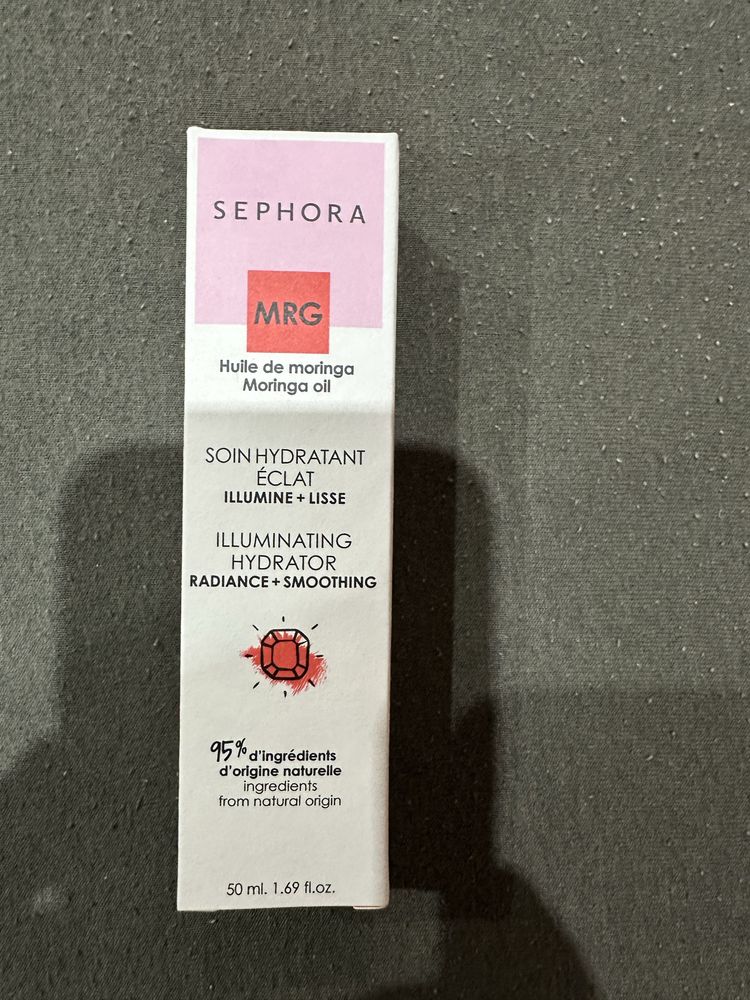 SEPHORA
MRG
Huile de moringa
Moringa oil
SOIN HYDRATANT
ÉCLAT
ILLUMINE + LISSE
ILLUMINATING
HYDRATOR
RADIANCE + SMOOTHING
95% d'ingrédients
d'origine naturelle
ingredients
from natural origin
50 ml. 1.69 fl.oz.